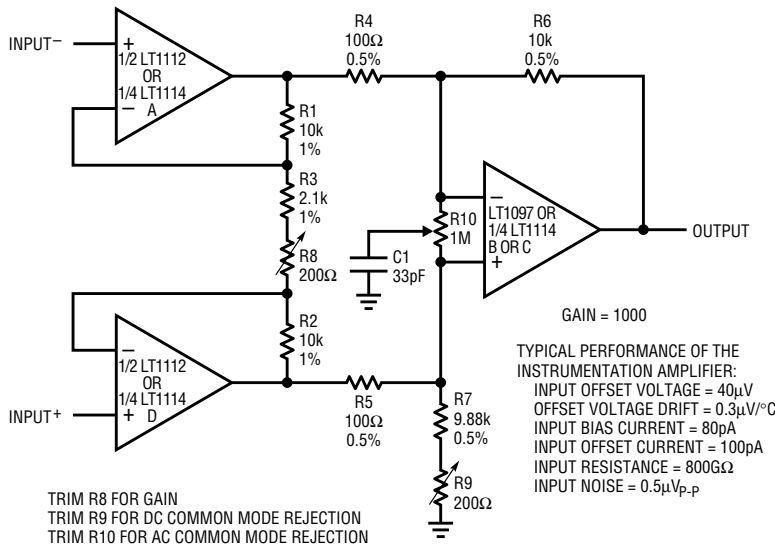 INPUT–
+
1/2 LT1112
OR
1/4 LT1114
–
A
R4
100Ω
0.5%
R6
10k
0.5%
R1
10k
1%
R3
2.1k
1%
R8
200Ω
R2
10k
1%
C1
33pF
R10
1M
–
LT1097 OR
1/4 LT1114
B OR C
+
OUTPUT
GAIN = 1000
–
1/2 LT1112
OR
1/4 LT1114
+
D
INPUT+
R5
100Ω
0.5%
R7
9.88k
0.5%
R9
200Ω
TYPICAL PERFORMANCE OF THE
INSTRUMENTATION AMPLIFIER:
INPUT OFFSET VOLTAGE = 40µV
OFFSET VOLTAGE DRIFT = 0.3µV/°C
INPUT BIAS CURRENT = 80pA
INPUT OFFSET CURRENT = 100pA
INPUT RESISTANCE = 800GΩ
INPUT NOISE = 0.5µVP-P
TRIM R8 FOR GAIN
TRIM R9 FOR DC COMMON MODE REJECTION
TRIM R10 FOR AC COMMON MODE REJECTION